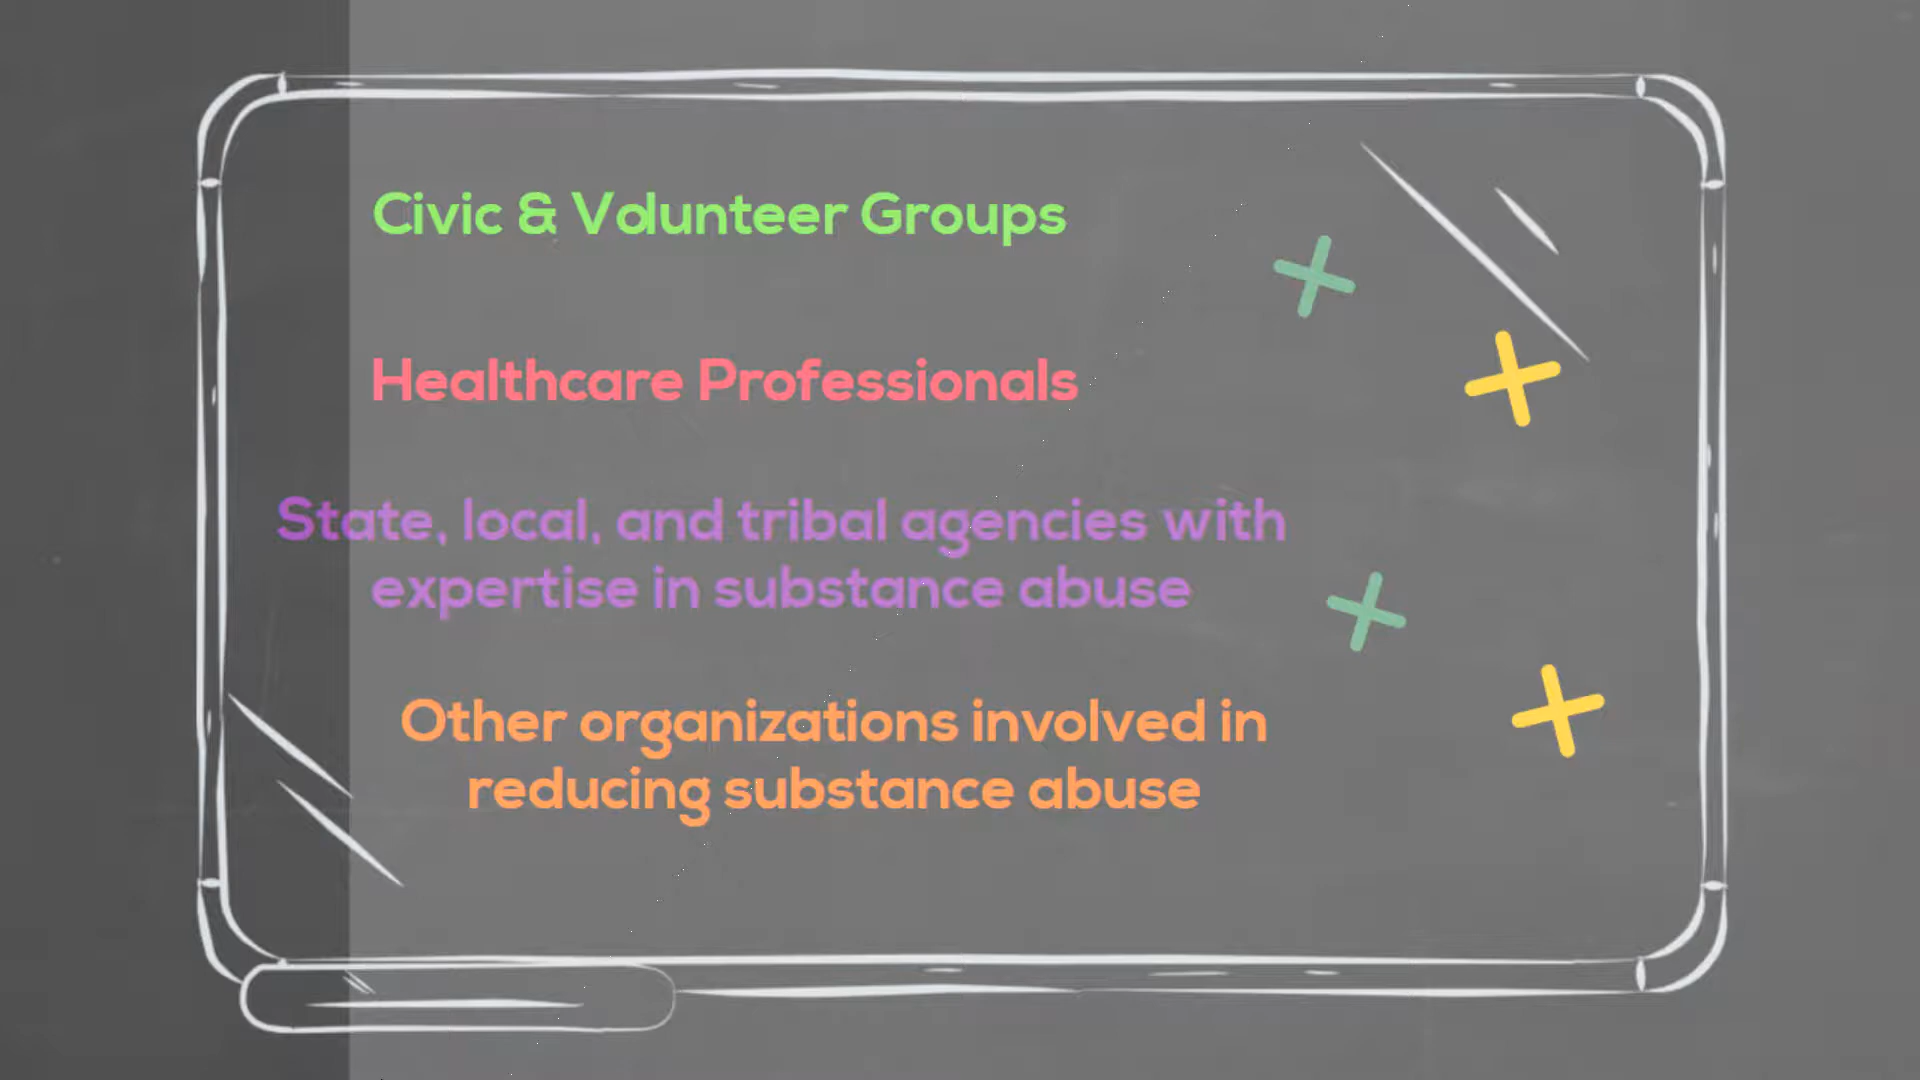 Civic & Volunteer Groups
Healthcare Professionals
State, local, and tribal agencies with
expertise in substance abuse
Other organizations involved in
reducing substance abuse